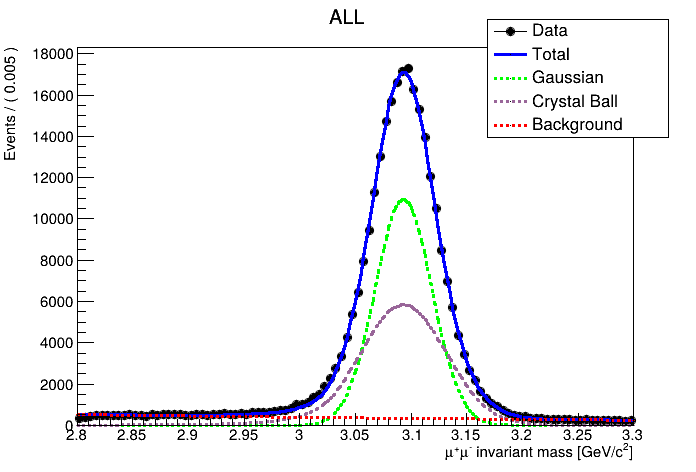 ALL
Data
Total
Gaussian
Crystal Ball
Background
Events / ( 0.005 )
18000
16000
14000
12000
10000
8000
6000
4000
2000
0
2.8 2.85 2.9 2.95 3 3.05 3.1 3.15 3.2 3.25 3.3
μ⁺μ⁻ invariant mass [GeV/c²]